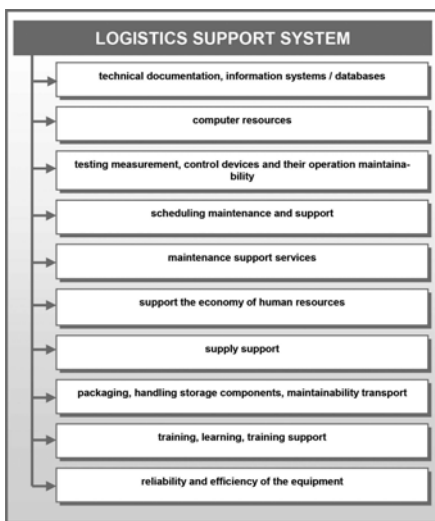 LOGISTICS SUPPORT SYSTEM
technical documentation, information systems / databases
computer resources
testing measurement, control devices and their operation maintaina-
bility
scheduling maintenance and support
maintenance support services
support the economy of human resources
supply support
packaging, handling storage components, maintainability transport
training, learning, training support
reliability and efficiency of the equipment